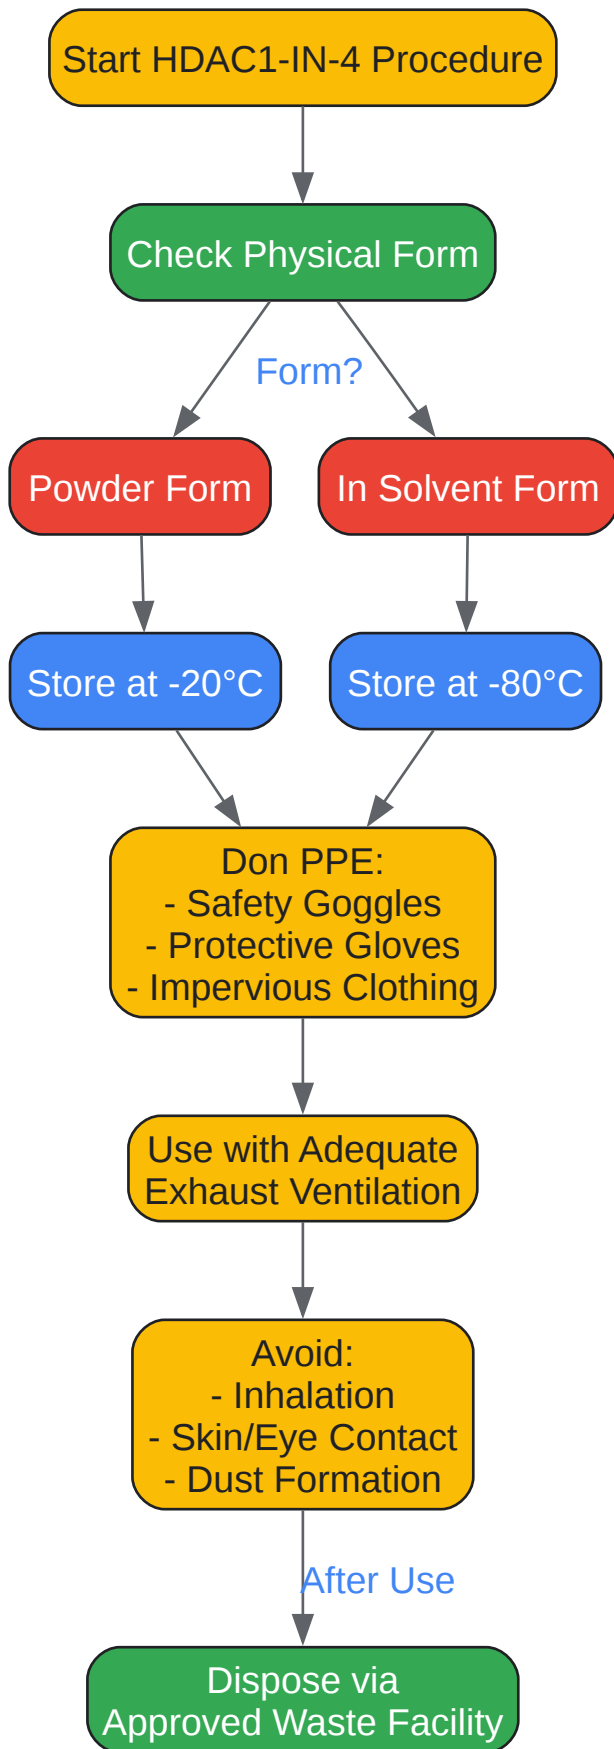 Start HDAC1-IN-4 Procedure
Check Physical Form
Form?
Powder Form
In Solvent Form
Store at -20°C
Store at -80°C
Don PPE:
- Safety Goggles
- Protective Gloves
- Impervious Clothing
Use with Adequate
Exhaust Ventilation
Avoid:
- Inhalation
- Skin/Eye Contact
- Dust Formation
After Use
Dispose via
Approved Waste Facility